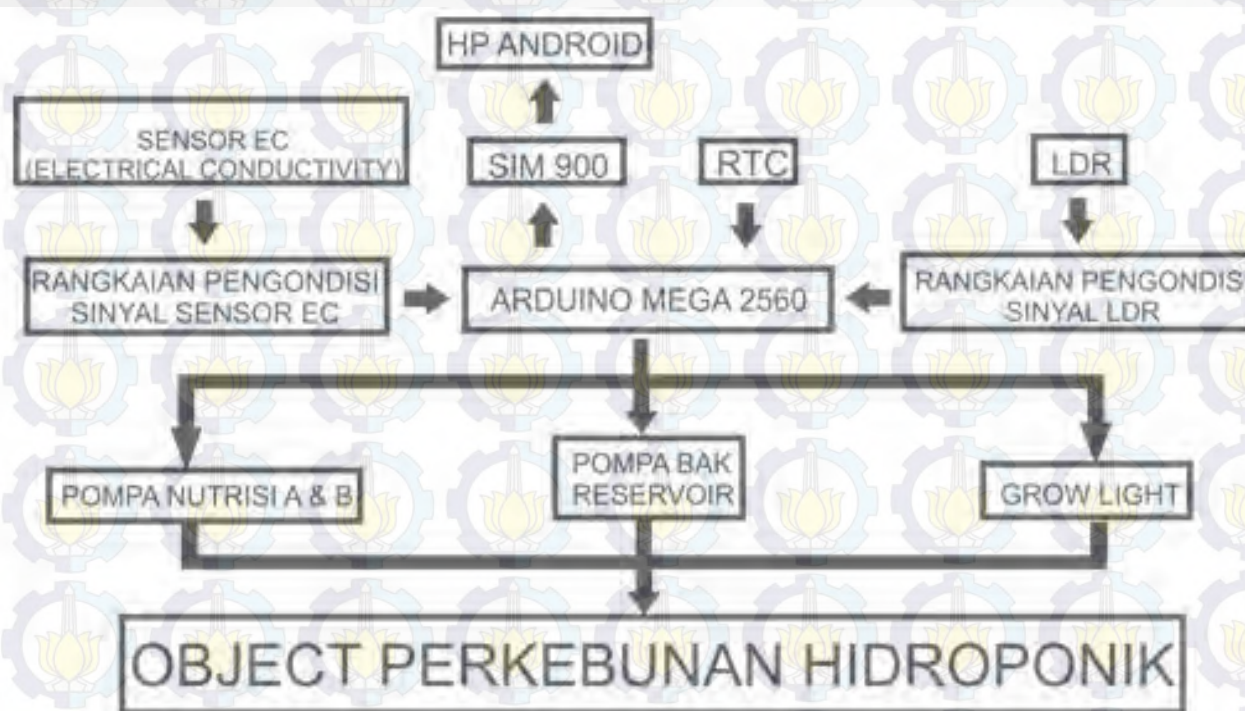 HP ANDROID
SENSOR EC
(ELECTRICAL CONDUCTIVITY)
SIM 900
RTC
LDR
RANGKAIAN PENGONDISI
SINYAL SENSOR EC
ARDUINO MEGA 2560
RANGKAIAN PENGONDISI
SINYAL LDR
POMPA NUTRISI A & B
POMPA BAK
RESERVOIR
GROW LIGHT
OBJECT PERKEBUNAN HIDROPONIK